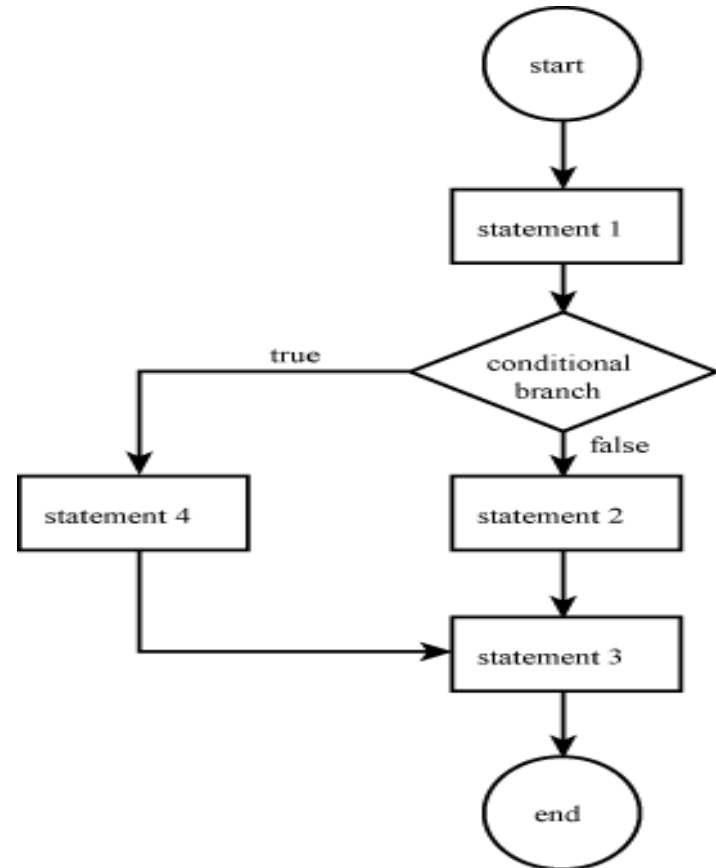 start
statement 1
true
conditional
branch
false
statement 4
statement 2
statement 3
end